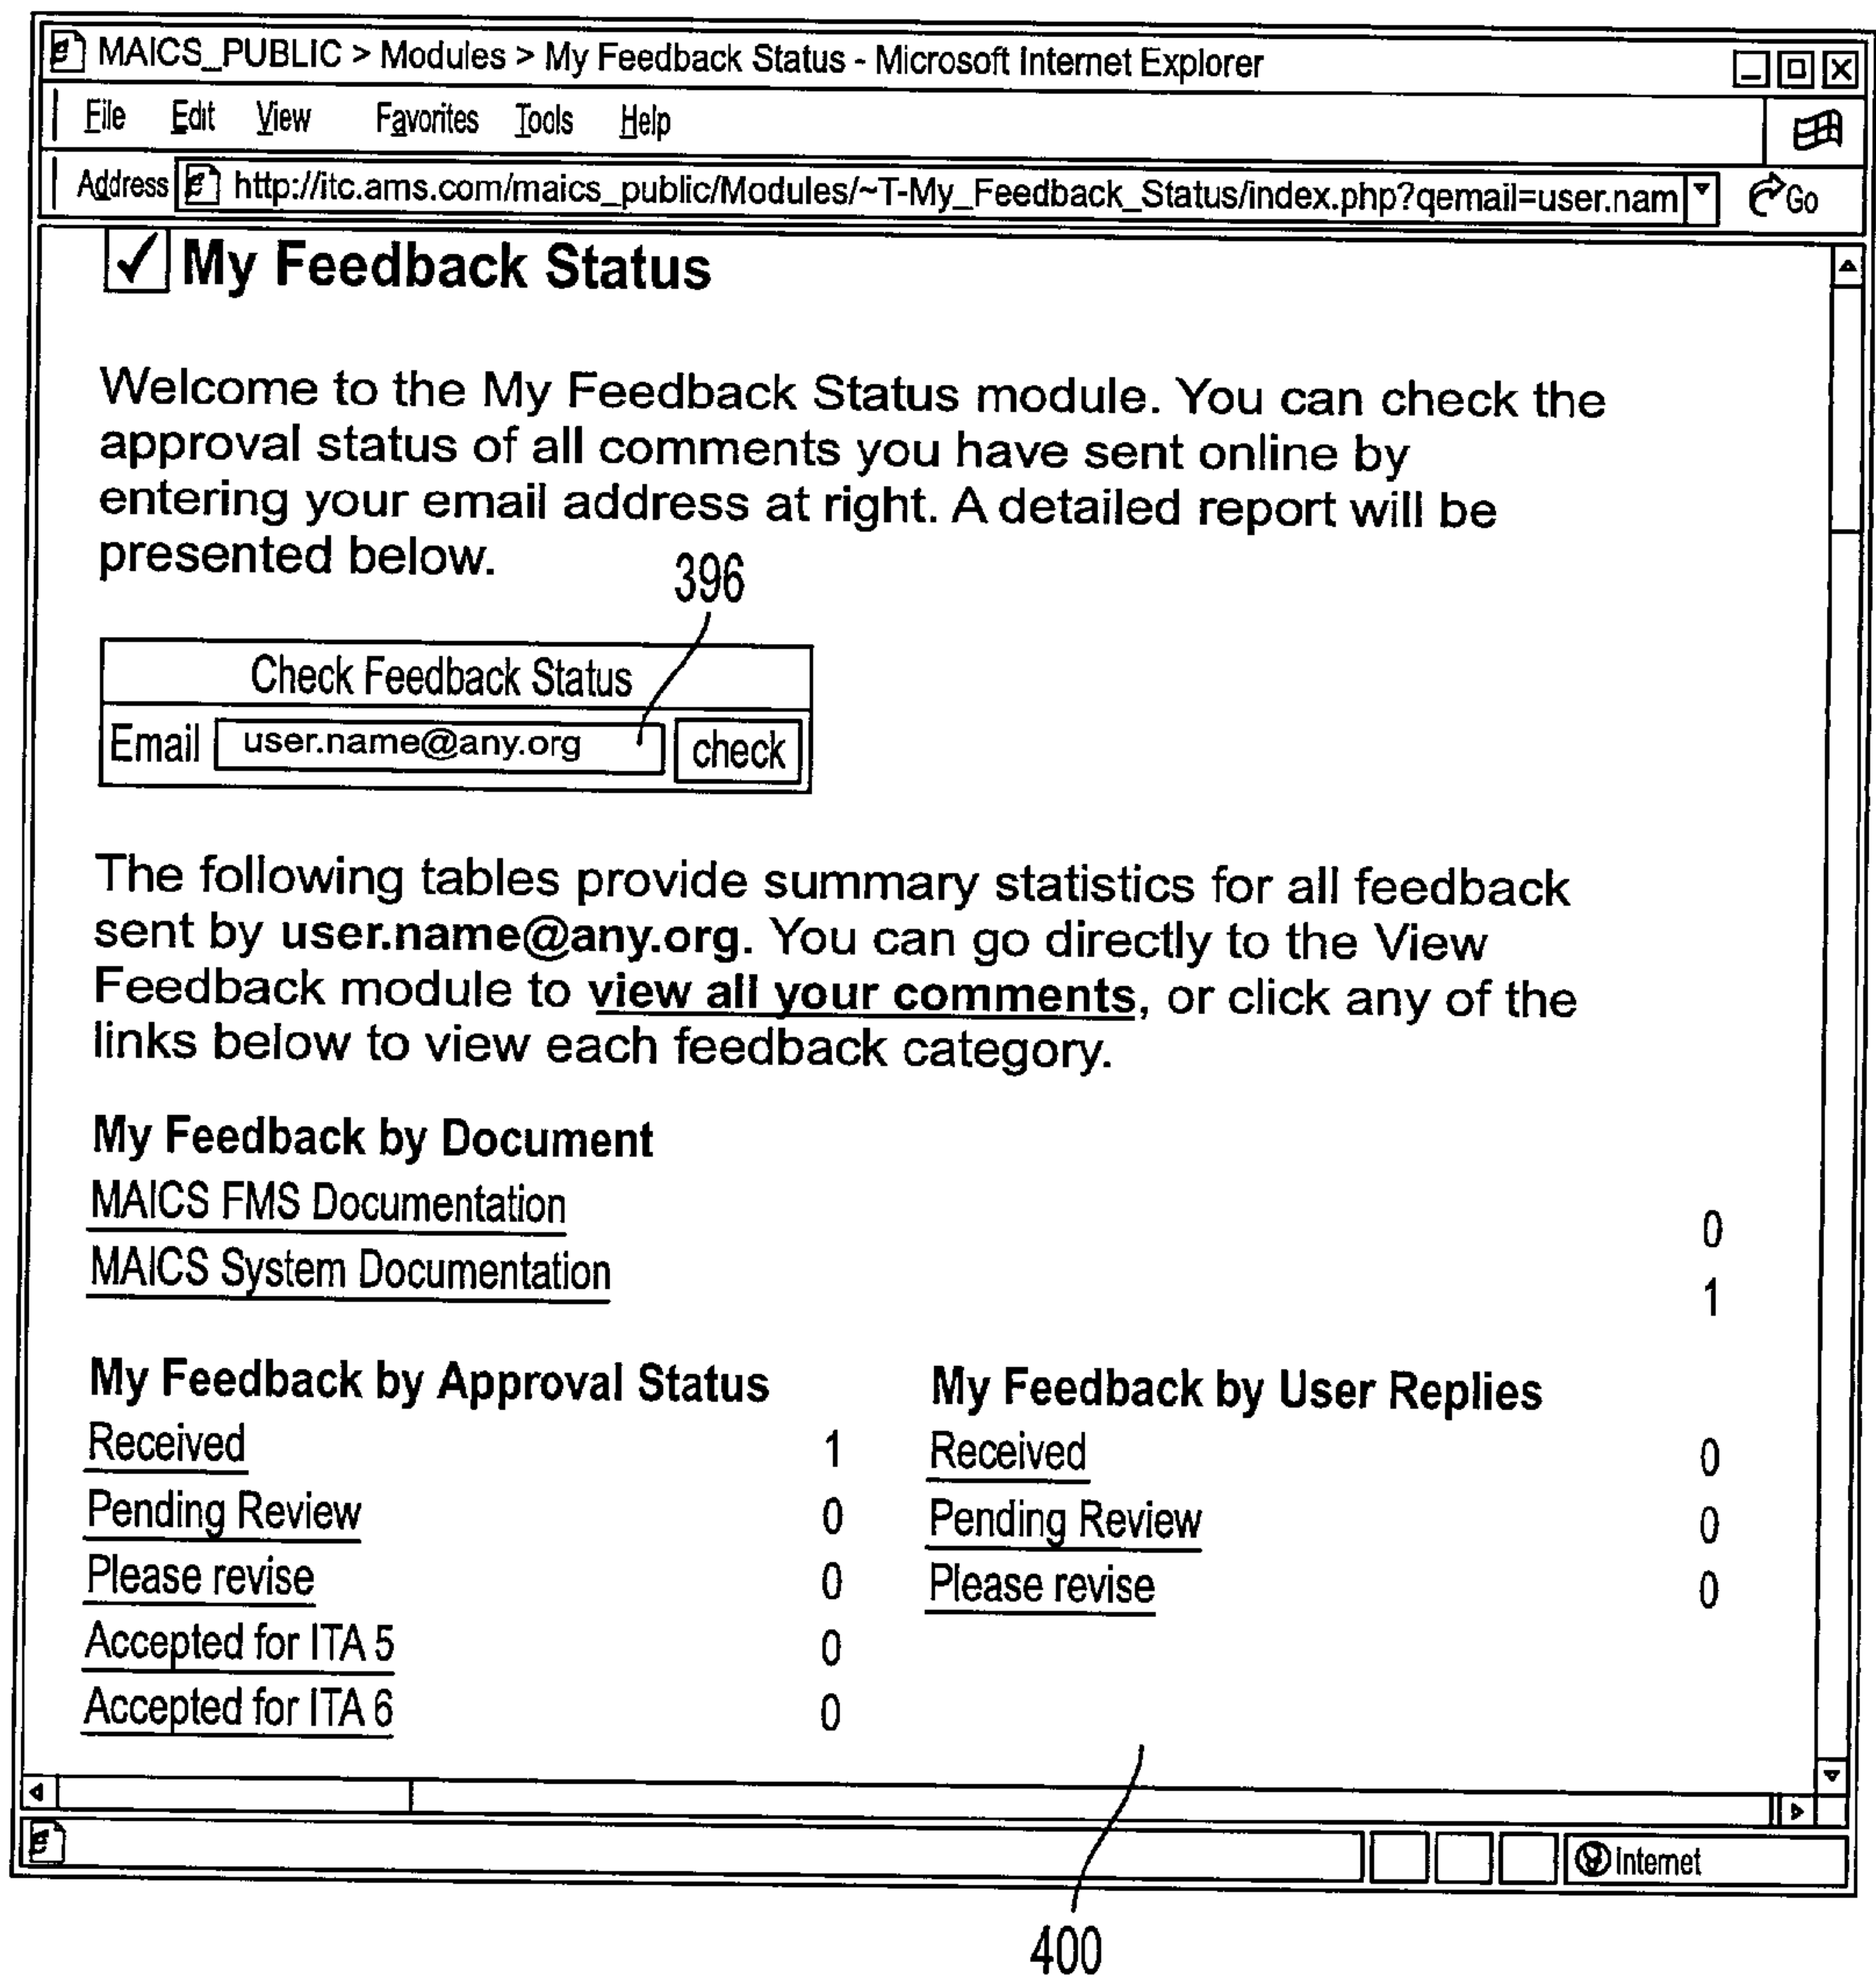 MAICS_PUBLIC > Modules > My Feedback Status - Microsoft Internet Explorer
File Edit View Favorites Tools Help
Address http://itc.ams.com/maics_public/Modules/~T-My_Feedback_Status/index.php?qemail=user.nam Go
My Feedback Status
Welcome to the My Feedback Status module. You can check the
approval status of all comments you have sent online by
entering your email address at right. A detailed report will be
presented below.
396
Check Feedback Status
Email user.name@any.org check
The following tables provide summary statistics for all feedback
sent by user.name@any.org. You can go directly to the View
Feedback module to view all your comments, or click any of the
links below to view each feedback category.
My Feedback by Document
MAICS FMS Documentation 0
MAICS System Documentation 1
My Feedback by Approval Status
Received 1
Pending Review 0
Please revise 0
Accepted for ITA 5 0
Accepted for ITA 6 0
My Feedback by User Replies
Received 0
Pending Review 0
Please revise 0
Internet
400